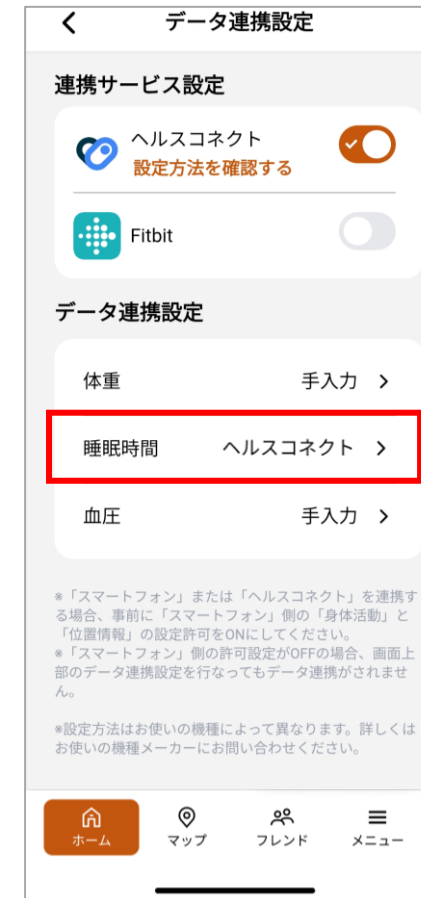 データ連携設定
連携サービス設定
ヘルスコネクト
設定方法を確認する
Fitbit
データ連携設定
体重 手入力
睡眠時間 ヘルスコネクト
血圧 手入力
※「スマートフォン」または「ヘルスコネクト」を連携す
る場合、事前に「スマートフォン」側の「身体活動」と
「位置情報」の設定許可をONにしてください。
※「スマートフォン」側の許可設定がOFFの場合、画面上
部のデータ連携設定を行なってもデータ連携がされませ
ん。
※設定方法はお使いの機種によって異なります。詳しくは
お使いの機種メーカーにお問い合わせください。
ホーム マップ フレンド メニュー